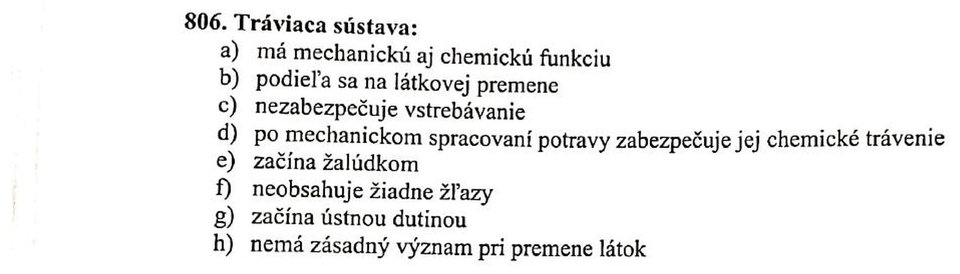 806. Tráviaca sústava:
a) má mechanickú aj chemickú funkciu
b) podieľa sa na látkovej premene
c) nezabezpečuje vstrebávanie
d) po mechanickom spracovaní potravy zabezpečuje jej chemické trávenie
e) začína žalúdkom
f) neobsahuje žiadne žľazy
g) začína ústnou dutinou
h) nemá zásadný význam pri premene látok